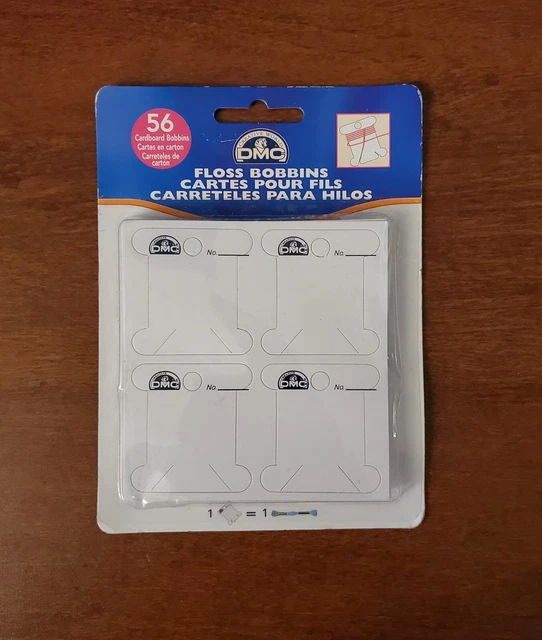 56
Cardboard Bobbins
Cartes en carton
Carreteles de
cartón
DMC
FLOSS BOBBINS
CARTES POUR FILS
CARRETELES PARA HILOS
DMC No.
DMC No.
DMC No.
DMC No.
1 = 1